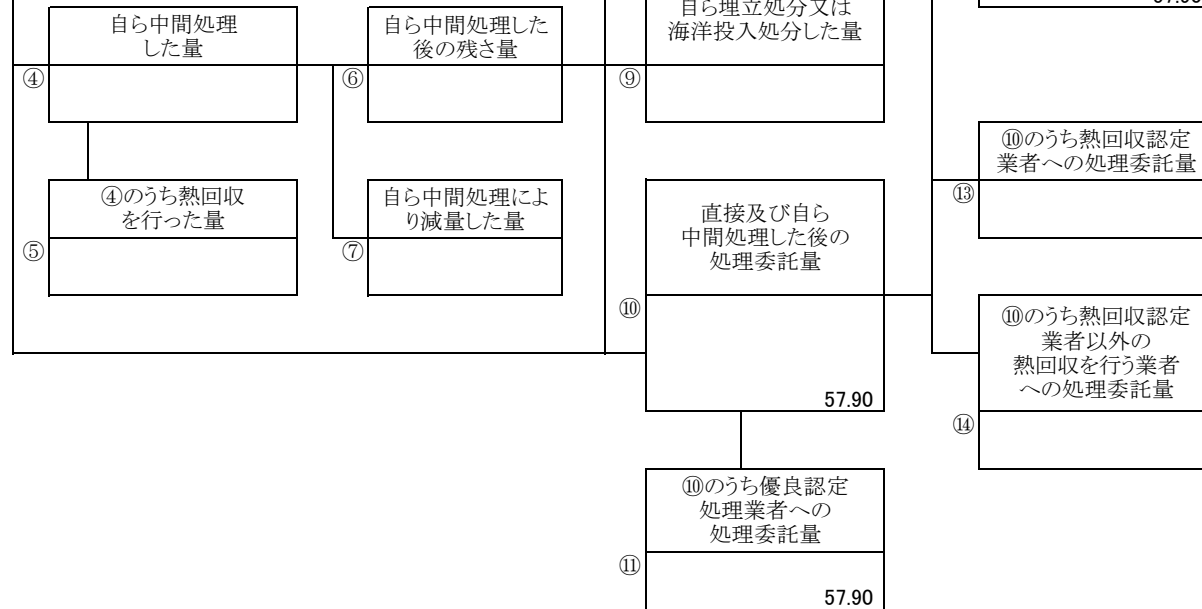 自ら中間処理
した量
④
自ら中間処理した
後の残さ量
⑥
自ら埋立処分又は
海洋投入処分した量
⑨
④のうち熱回収
を行った量
⑤
自ら中間処理によ
り減量した量
⑦
直接及び自ら
中間処理した後の
処理委託量
⑩
57.90
⑩のうち優良認定
処理業者への
処理委託量
⑪
57.90
⑩のうち熱回収認定
業者への処理委託量
⑬
⑩のうち熱回収認定
業者以外の
熱回収を行う業者
への処理委託量
⑭